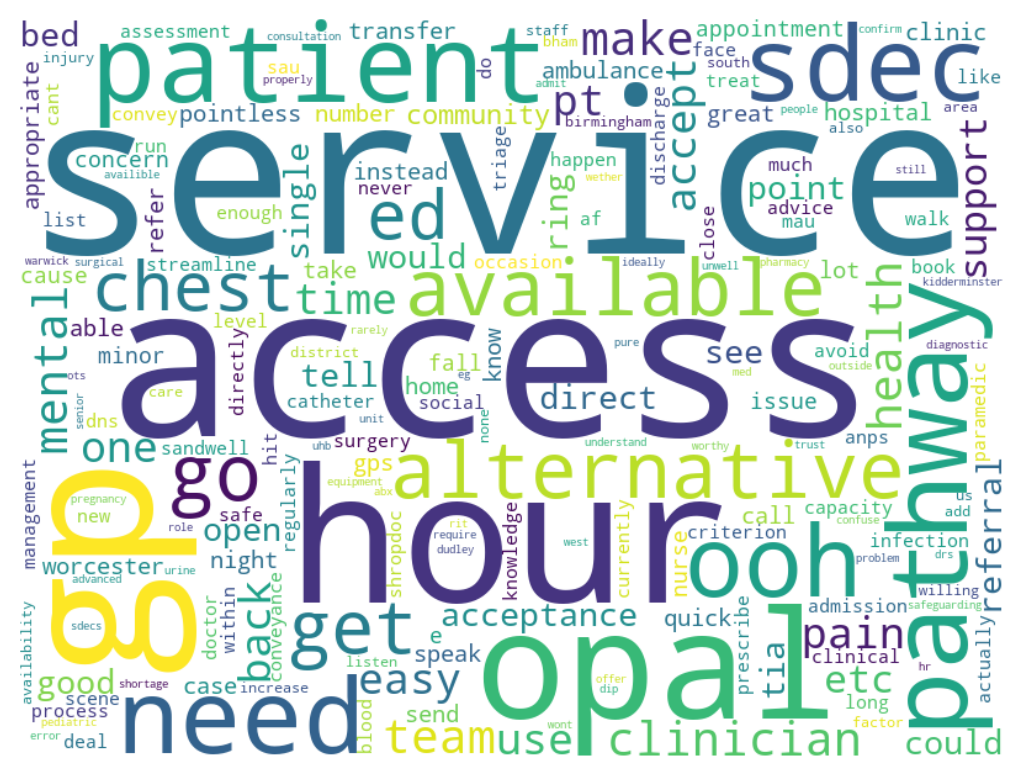 bed
assessment
consultation
transfer
staff
bham
make
appointment
confirm
clinic
injury
patient
properly
admit
do
ambulance
face
south
sdec
like
cant
sau
convey
pointless
number
community
pt
birmingham
accept
treat
great
people
hospital
area
also
appropriate
concern
run
availible
service
instead
never
triage
happen
wether
discharge
much
point
still
support
list
refer
enough
single
ed
ring
af
close
advice
mau
walk
warwick
surgical
streamline
would
occasion
ideally
unwell
pharmacy
book
kidderminster
cause
chest
take
time
available
lot
health
pathway
mental
able
level
rarely
access
pure
diagnostic
minor
directly
district
tell
fall
know
see
avoid
outside
ots
care
eg
med
home
direct
issue
senior
dns
catheter
social
unit
none
one
sandwell
hit
uhb
surgery
understand
worthy
trust
anps
paramedic
management
gp
go
gps
equipment
abx
alternative
referral
pregnancy
new
safe
regularly
hour
call
capacity
us
add
role
open
shropdoc
rit
require
dudley
knowledge
currently
criterion
confuse
ooh
infection
drs
worcester
urine
night
west
nurse
problem
advanced
back
conveyance
get
acceptance
quick
prescribe
admission
willing
safeguarding
availability
sdecs
doctor
within
e
speak
opal
tia
pain
clinical
actually
good
shortage
case
increase
listen
easy
offer
dip
etc
long
hr
scene
process
need
blood
send
team
use
wont
clinician
factor
could
pediatric
error
deal